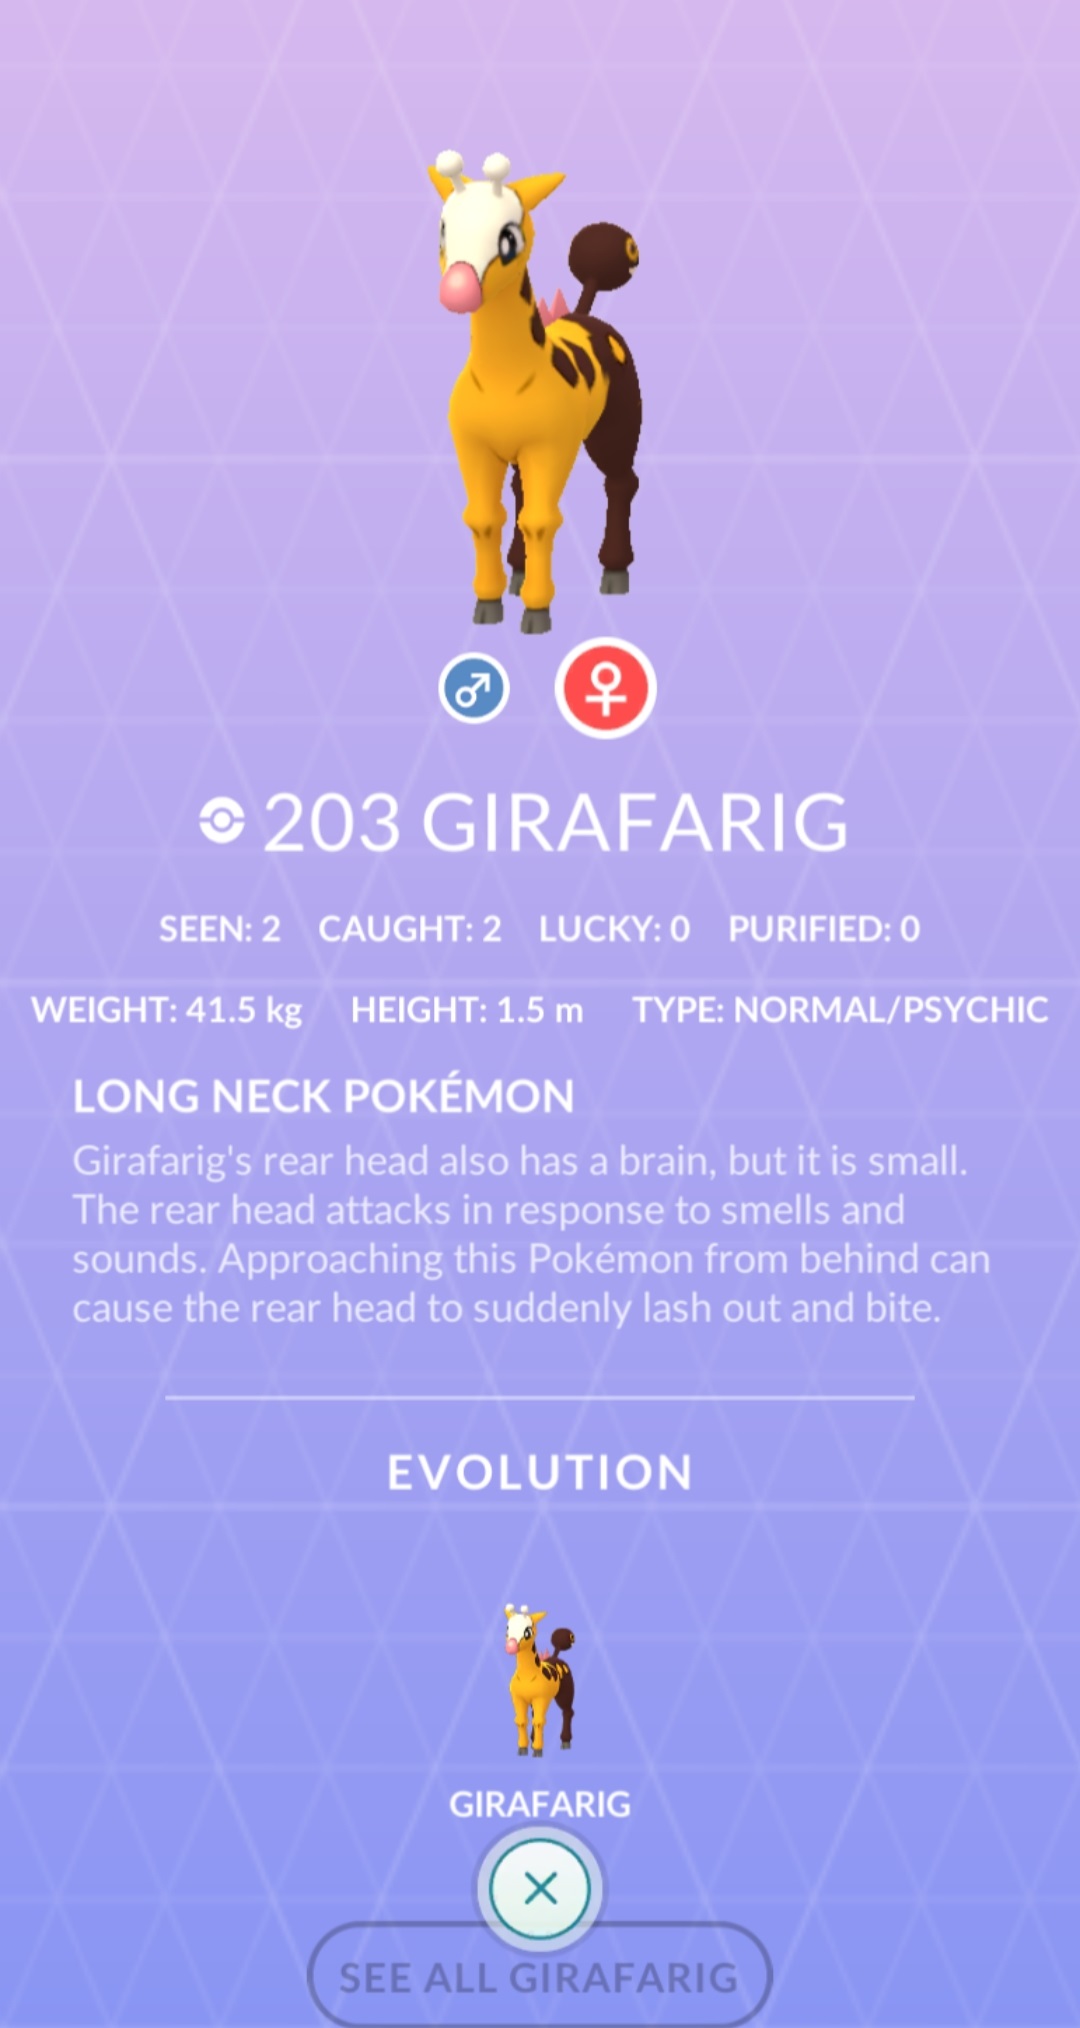 203 GIRAFARIG
SEEN: 2 CAUGHT: 2 LUCKY: 0 PURIFIED: 0
WEIGHT: 41.5 kg HEIGHT: 1.5 m TYPE: NORMAL/PSYCHIC
LONG NECK POKÉMON
Girafarig's rear head also has a brain, but it is small.
The rear head attacks in response to smells and
sounds. Approaching this Pokémon from behind can
cause the rear head to suddenly lash out and bite.
EVOLUTION
GIRAFARIG
SEE ALL GIRAFARIG